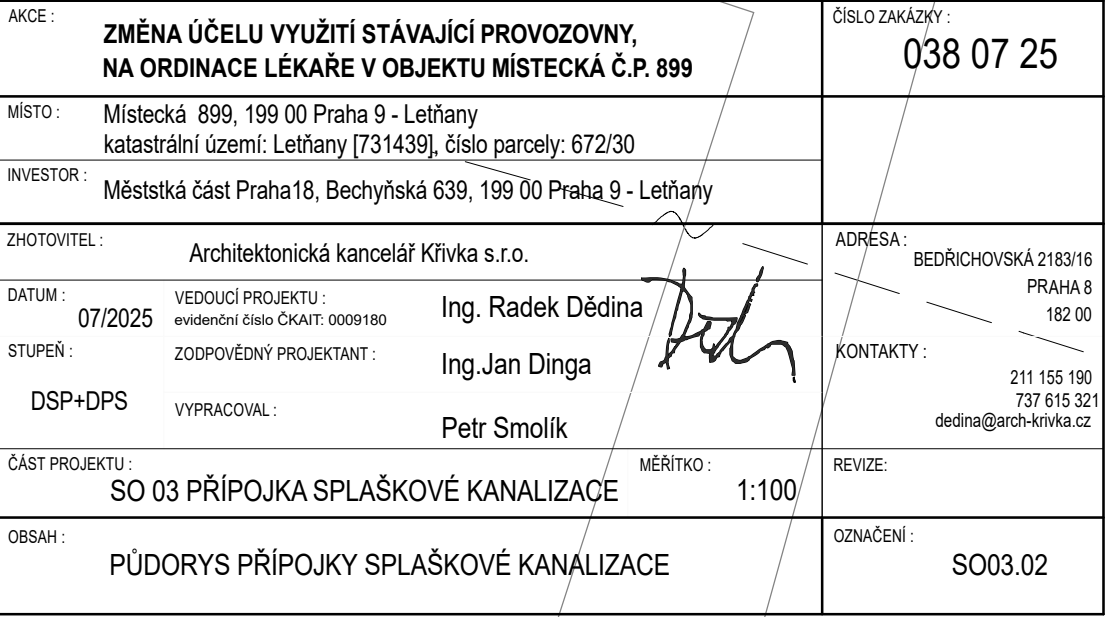 AKCE :
ZMĚNA ÚČELU VYUŽITÍ STÁVAJÍCÍ PROVOZOVNY,
NA ORDINACE LÉKAŘE V OBJEKTU MÍSTECKÁ Č.P. 899
ČÍSLO ZAKÁZKY :
038 07 25
MÍSTO :
Místecká 899, 199 00 Praha 9 - Letňany
katastrální území: Letňany [731439], číslo parcely: 672/30
INVESTOR :
Měststká část Praha18, Bechyňská 639, 199 00 Praha 9 - Letňany
ZHOTOVITEL :
Architektonická kancelář Křivka s.r.o.
ADRESA :
BEDŘICHOVSKÁ 2183/16
PRAHA 8
182 00
DATUM :
07/2025
VEDOUCÍ PROJEKTU :
evidenční číslo ČKAIT: 0009180
Ing. Radek Dědina
STUPEŇ :
DSP+DPS
ZODPOVĚDNÝ PROJEKTANT :
Ing.Jan Dinga
VYPRACOVAL :
Petr Smolík
KONTAKTY :
211 155 190
737 615 321
dedina@arch-krivka.cz
ČÁST PROJEKTU :
SO 03 PŘÍPOJKA SPLAŠKOVÉ KANALIZACE
MĚŘÍTKO :
1:100
REVIZE:
OBSAH :
PŮDORYS PŘÍPOJKY SPLAŠKOVÉ KANALIZACE
OZNAČENÍ :
SO03.02